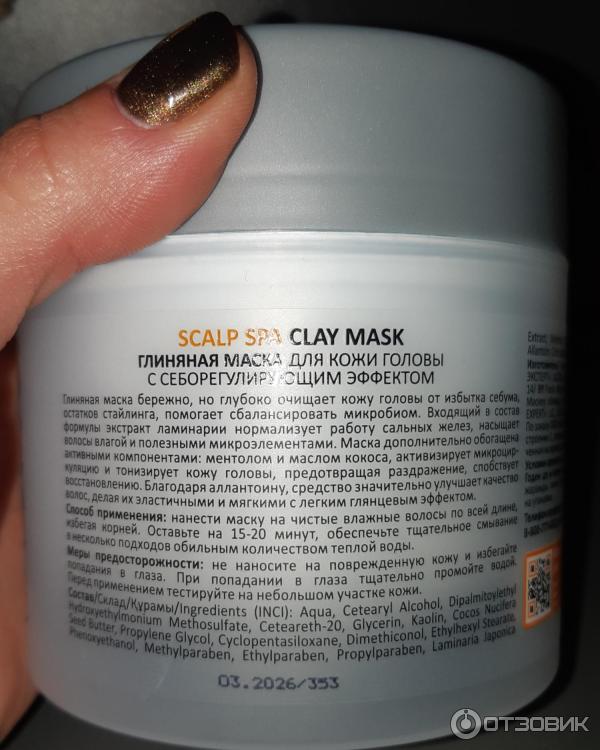 SCALP SPA CLAY MASK
ГЛИНЯНАЯ МАСКА ДЛЯ КОЖИ ГОЛОВЫ
С СЕБОРЕГУЛИРУЮЩИМ ЭФФЕКТОМ
Глиняная маска бережно, но глубоко очищает кожу головы от избытка себума,
остатков стайлинга, помогает сбалансировать микробиом. Входящий в состав
формулы экстракт ламинарии нормализует работу сальных желез, насыщает
волосы влагой и полезными микроэлементами. Маска дополнительно обогащена
активными компонентами: ментолом и маслом кокоса, активизирует микроцир-
куляцию и тонизирует кожу головы, предотвращая раздражение, спобствует
восстановлению. Благодаря аллантоину, средство значительно улучшает качество
волос, делая их эластичными и мягкими с легким глянцевым эффектом.
Способ применения: нанести маску на чистые влажные волосы по всей длине,
избегая корней. Оставьте на 15-20 минут, обеспечьте тщательное смывание
в несколько подходов обильным количеством теплой воды.
Меры предосторожности: не наносите на поврежденную кожу и избегайте
попадания в глаза. При попадании в глаза тщательно промойте водой.
Перед применением тестируйте на небольшом участке кожи.
Состав/Склад/Құрамы/Ingredients (INCI): Aqua, Cetearyl Alcohol, Dipalmitoylethyl
Hydroxyethylmonium Methosulfate, Ceteareth-20, Glycerin, Kaolin, Cocos Nucifera
Seed Butter, Propylene Glycol, Cyclopentasiloxane, Dimethiconol, Ethylhexyl Stearate,
Phenoxyethanol, Methylparaben, Ethylparaben, Propylparaben, Laminaria Japonica
03.2026/353
Extract,
Allantoin,
ОТЗОВИК